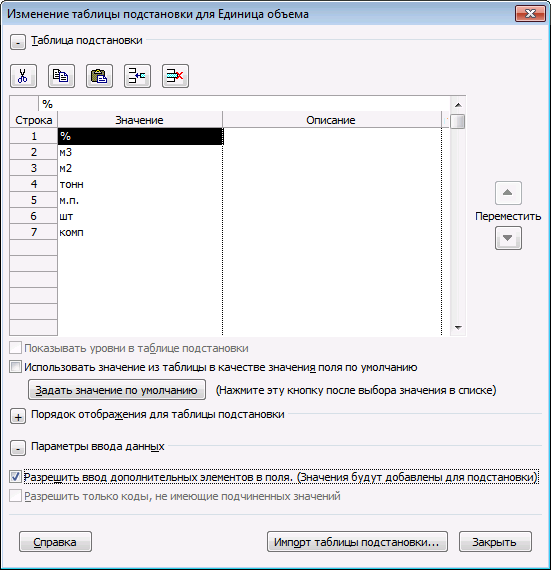 Изменение таблицы подстановки для Единица объема
- Таблица подстановки
%
Строка Значение Описание
1 %
2 м3
3 м2
4 тонн
5 м.п.
6 шт
7 комп
Переместить
Показывать уровни в таблице подстановки
Использовать значение из таблицы в качестве значения поля по умолчанию
Задать значение по умолчанию (Нажмите эту кнопку после выбора значения в списке)
+ Порядок отображения для таблицы подстановки
- Параметры ввода данных
Разрешить ввод дополнительных элементов в поля. (Значения будут добавлены для подстановки)
Разрешить только коды, не имеющие подчиненных значений
Справка Импорт таблицы подстановки... Закрыть